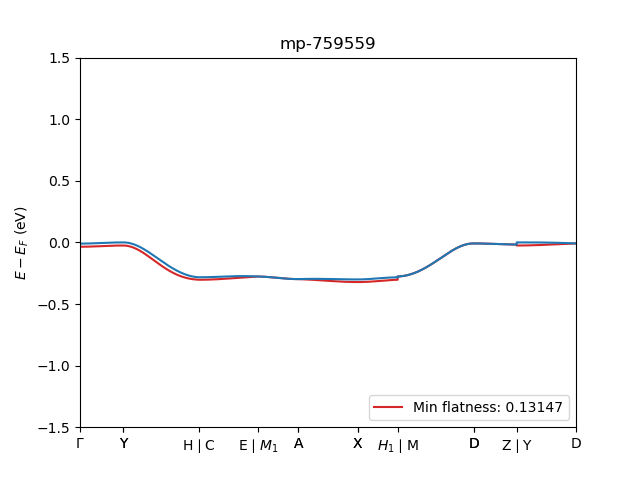 mp-759559
1.5
1.0
0.5
0.0
−0.5
−1.0
−1.5
E − E_F (eV)
Min flatness: 0.13147
Γ Y H | C E | M_1 A X H_1 | M D Z | Y D